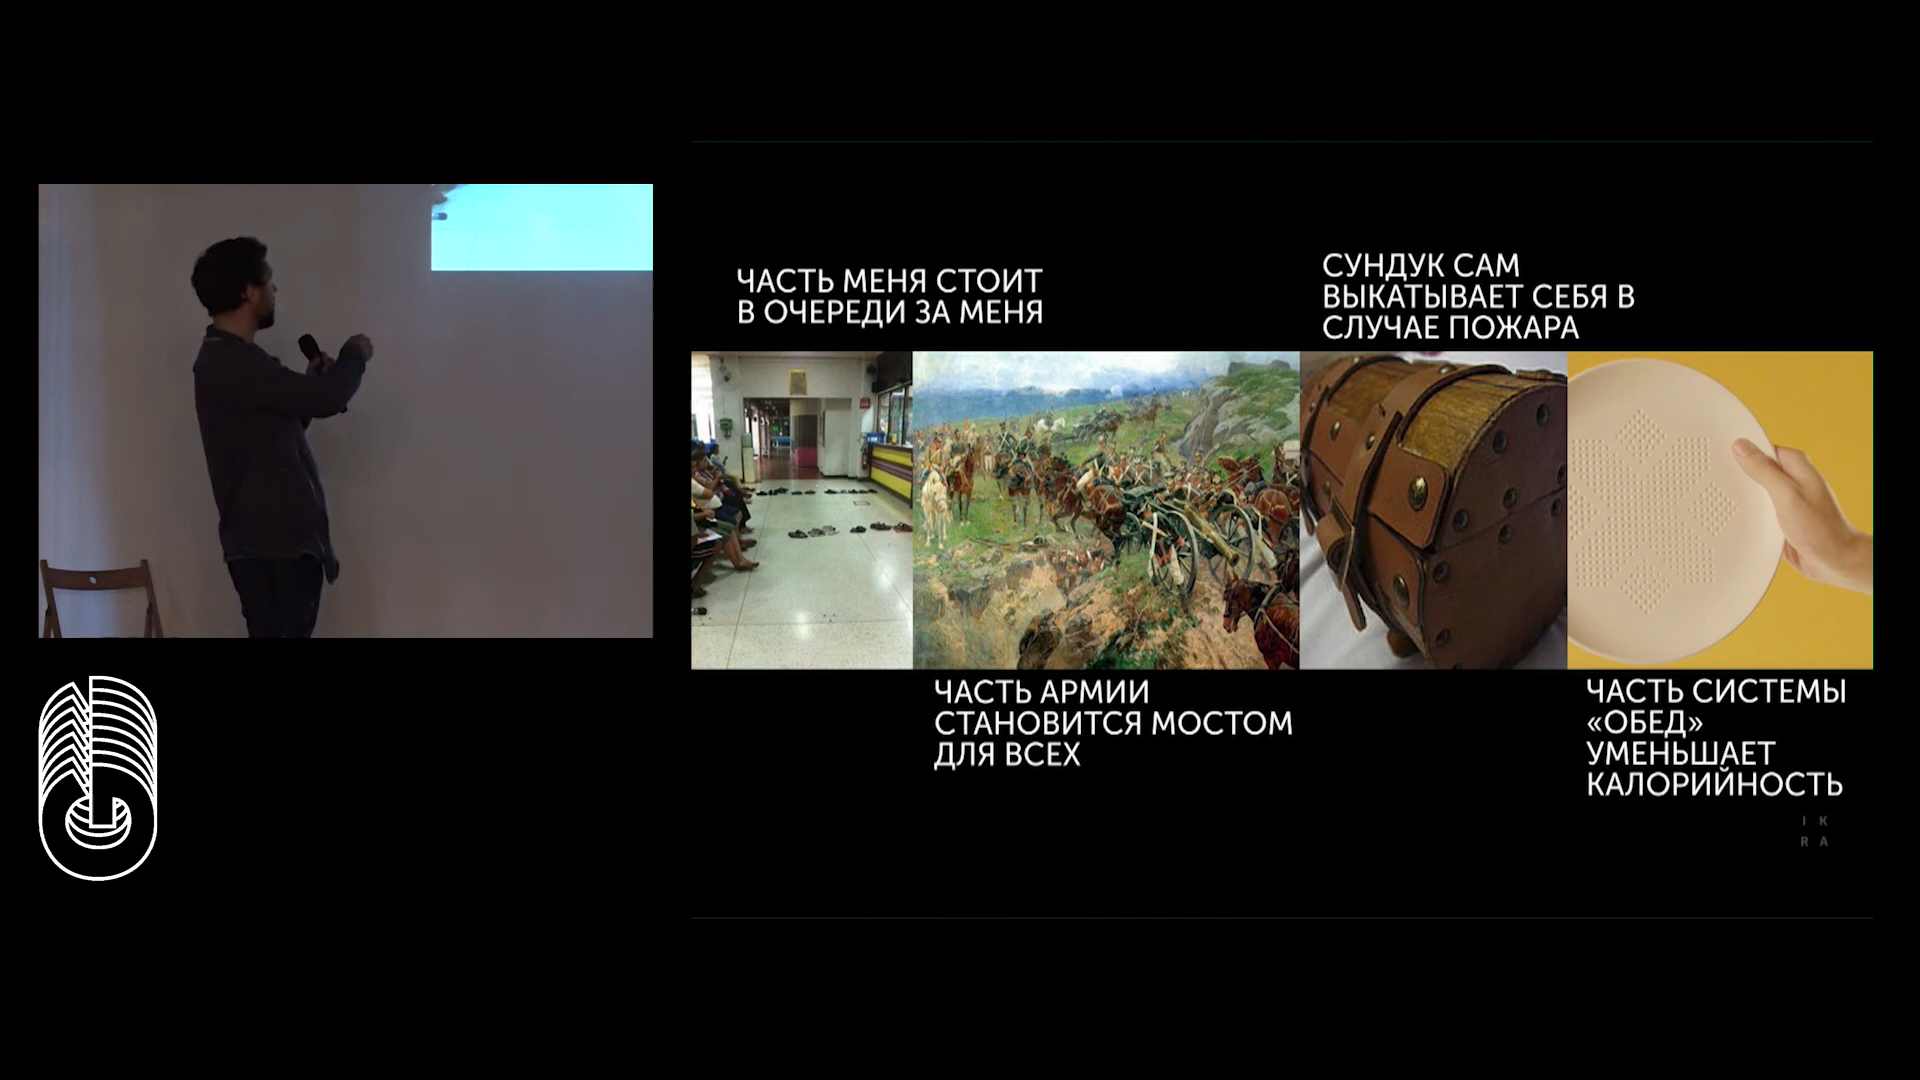 ЧАСТЬ МЕНЯ СТОИТ
В ОЧЕРЕДИ ЗА МЕНЯ
СУНДУК САМ
ВЫКАТЫВАЕТ СЕБЯ В
СЛУЧАЕ ПОЖАРА
ЧАСТЬ АРМИИ
СТАНОВИТСЯ МОСТОМ
ДЛЯ ВСЕХ
ЧАСТЬ СИСТЕМЫ
«ОБЕД»
УМЕНЬШАЕТ
КАЛОРИЙНОСТЬ
I K
R A